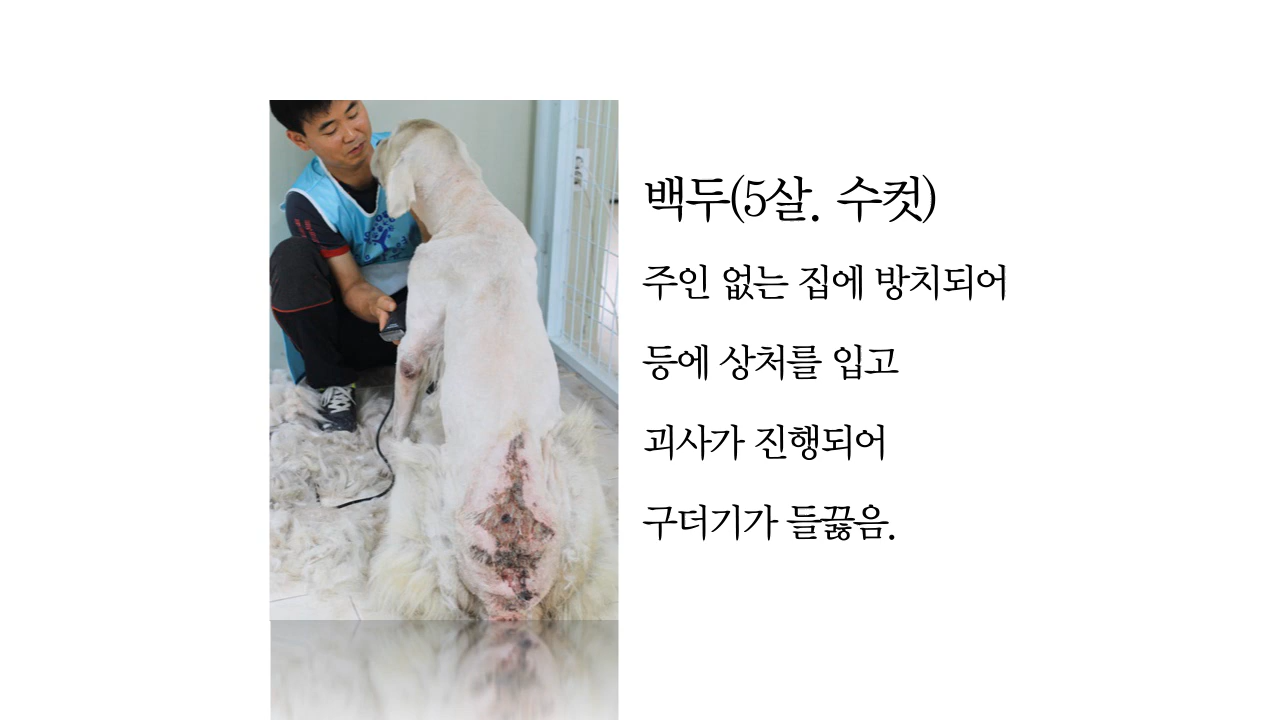 백두(5살. 수컷)
주인 없는 집에 방치되어
등에 상처를 입고
괴사가 진행되어
구더기가 들끓음.